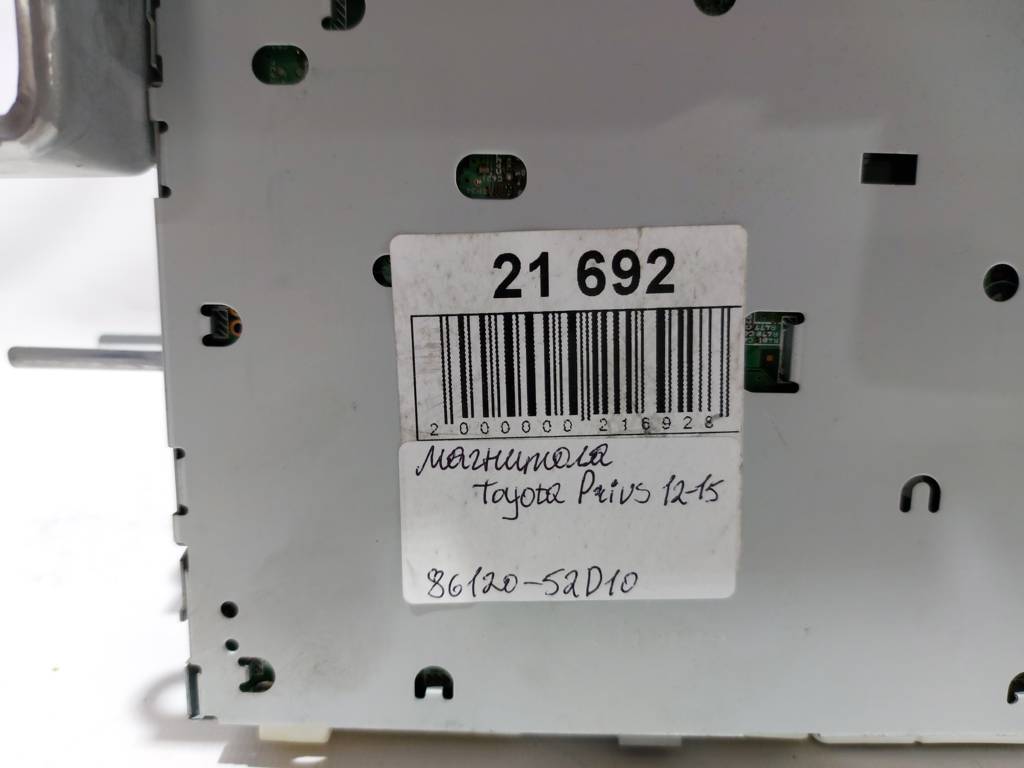 21 692
2 000000 216928
магнитола
Toyota Prius 12-15
86120-52D10